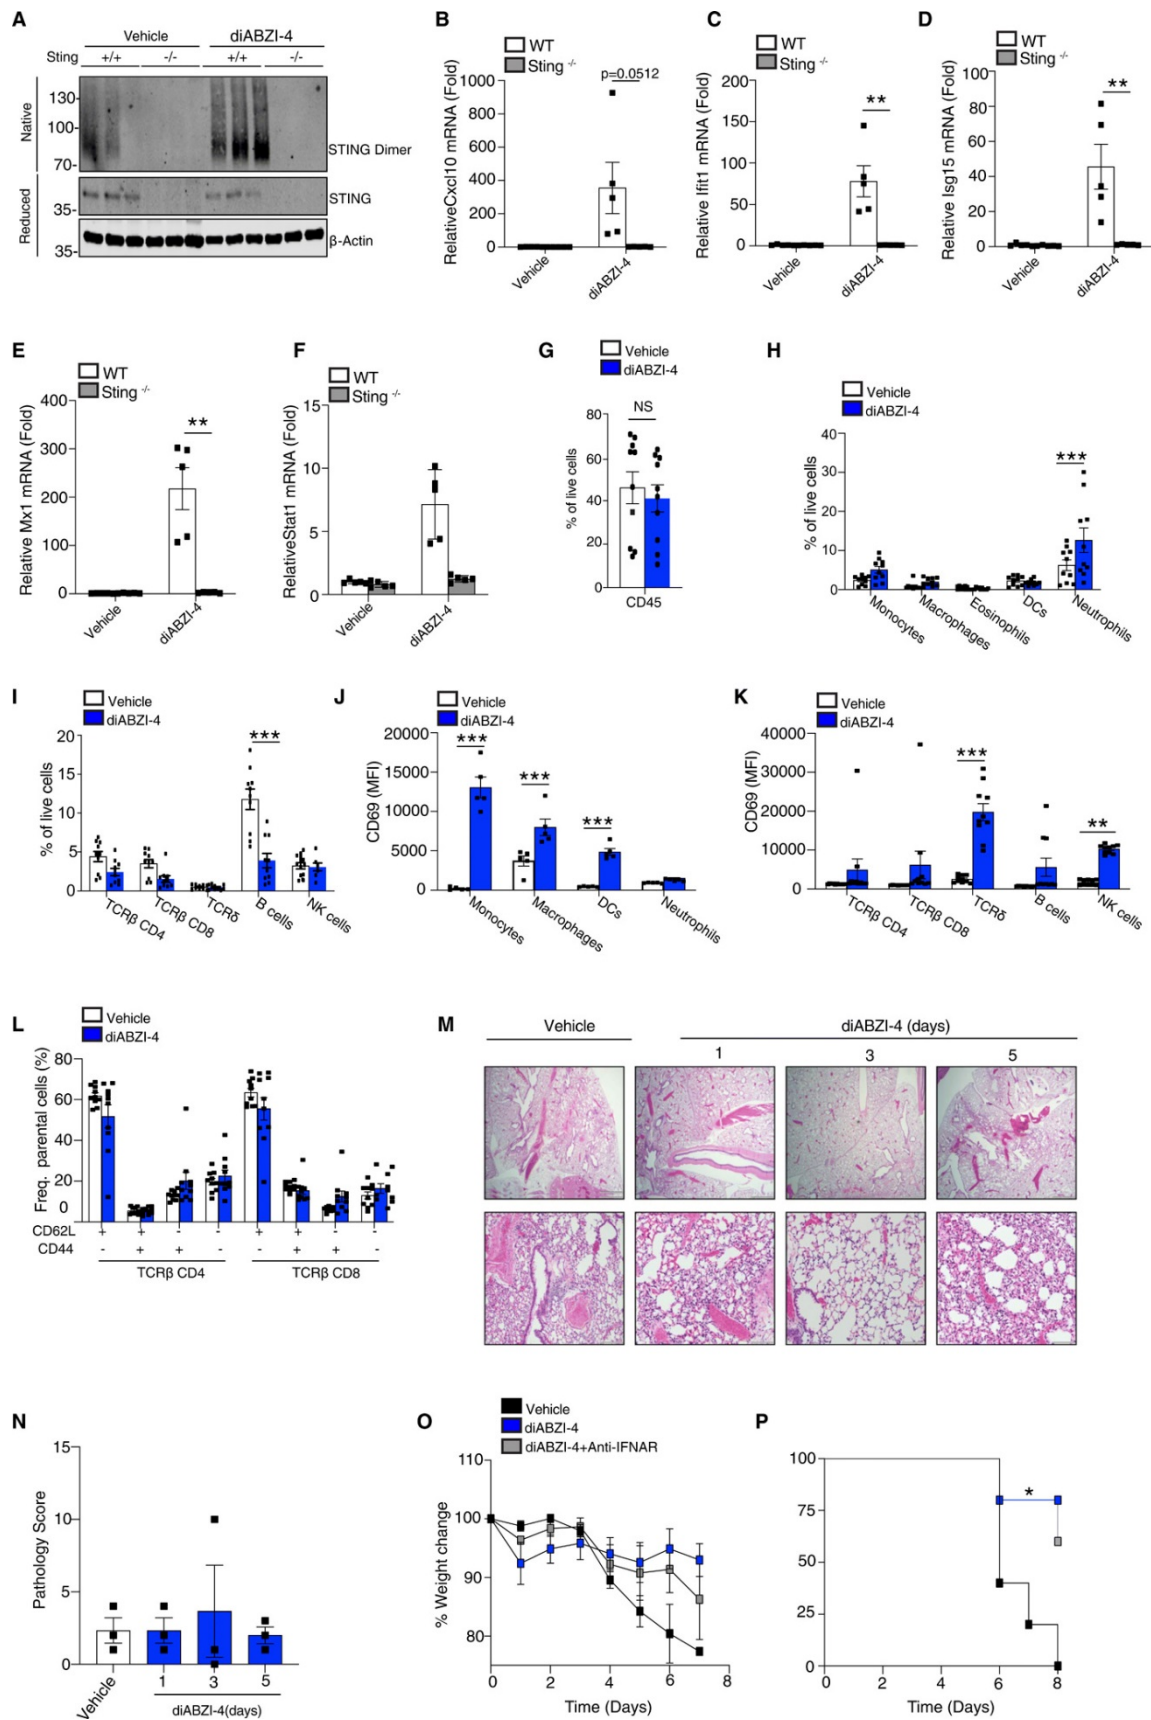 A
Vehicle
diABZI-4
Sting
+/+
-/-
+/+
-/-
Native
130-
100-
70-
STING Dimer
Reduced
35-
STING
35-
β-Actin
B
WT
Sting -/-
RelativeCxcl10 mRNA (Fold)
1000
800
600
400
200
0
p=0.0512
Vehicle
diABZI-4
C
WT
Sting -/-
Relative Ifit1 mRNA (Fold)
200
150
100
50
0
**
Vehicle
diABZI-4
D
WT
Sting -/-
Relative Isg15 mRNA (Fold)
100
80
60
40
20
0
**
Vehicle
diABZI-4
E
WT
Sting -/-
Relative Mx1 mRNA (Fold)
400
300
200
100
0
**
Vehicle
diABZI-4
F
WT
Sting -/-
RelativeStat1 mRNA (Fold)
15
10
5
0
Vehicle
diABZI-4
G
Vehicle
diABZI-4
% of live cells
80
60
40
20
0
NS
CD45
H
Vehicle
diABZI-4
% of live cells
40
30
20
10
0
***
Monocytes
Macrophages
Eosinophils
DCs
Neutrophils
I
Vehicle
diABZI-4
% of live cells
20
15
10
5
0
***
TCRβ CD4
TCRβ CD8
TCRδ
B cells
NK cells
J
Vehicle
diABZI-4
CD69 (MFI)
20000
15000
10000
5000
0
***
***
***
Monocytes
Macrophages
DCs
Neutrophils
K
Vehicle
diABZI-4
CD69 (MFI)
40000
30000
20000
10000
0
***
**
TCRβ CD4
TCRβ CD8
TCRδ
B cells
NK cells
L
Vehicle
diABZI-4
Freq. parental cells (%)
80
60
40
20
0
CD62L + + - - + + - -
CD44 - + + - - + + -
TCRβ CD4
TCRβ CD8
M
Vehicle
diABZI-4 (days)
1
3
5
N
Pathology Score
15
10
5
0
Vehicle
1
3
5
diABZI-4(days)
O
Vehicle
diABZI-4
diABZI-4+Anti-IFNAR
% Weight change
110
100
90
80
0
2
4
6
8
Time (Days)
P
100
75
50
25
0
*
0
2
4
6
8
Time (Days)